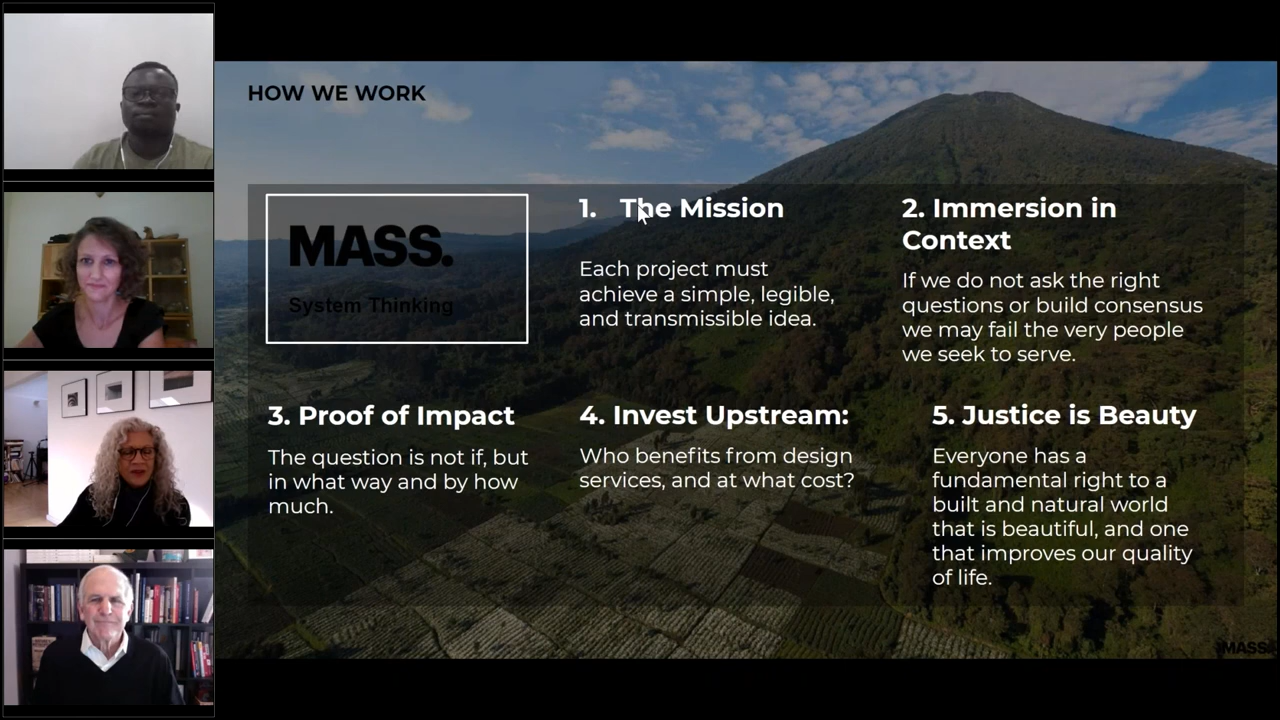 HOW WE WORK
MASS.
System Thinking
1. The Mission
Each project must
achieve a simple, legible,
and transmissible idea.
2. Immersion in
Context
If we do not ask the right
questions or build consensus
we may fail the very people
we seek to serve.
3. Proof of Impact
The question is not if, but
in what way and by how
much.
4. Invest Upstream:
Who benefits from design
services, and at what cost?
5. Justice is Beauty
Everyone has a
fundamental right to a
built and natural world
that is beautiful, and one
that improves our quality
of life.
MASS.